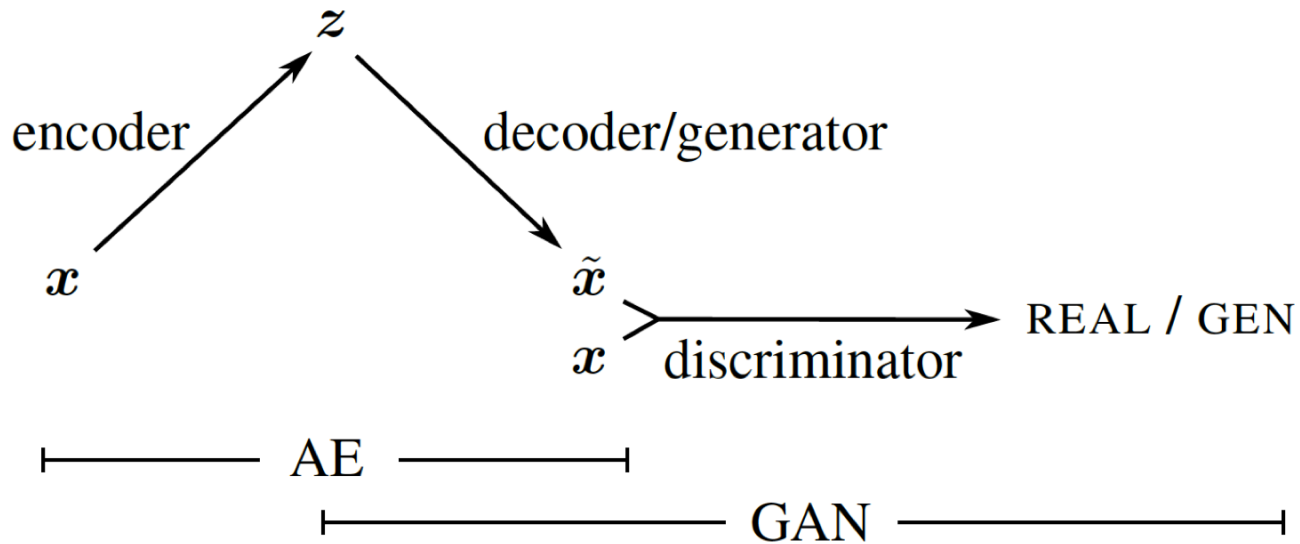 z
encoder
decoder/generator
x
x̃
REAL / GEN
x
discriminator
AE
GAN